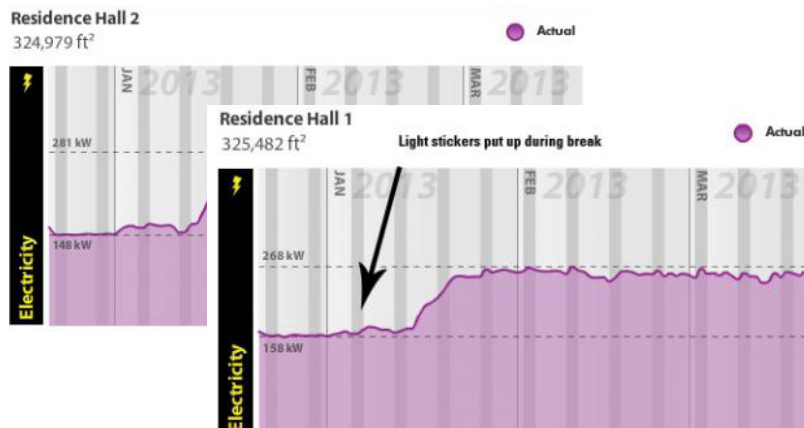 Residence Hall 2
324,979 ft²
Actual
Electricity
JAN
2013
FEB
2013
MAR
2013
281 kW
148 kW
Residence Hall 1
325,482 ft²
Light stickers put up during break
Actual
Electricity
JAN
2013
FEB
2013
MAR
2013
268 kW
158 kW